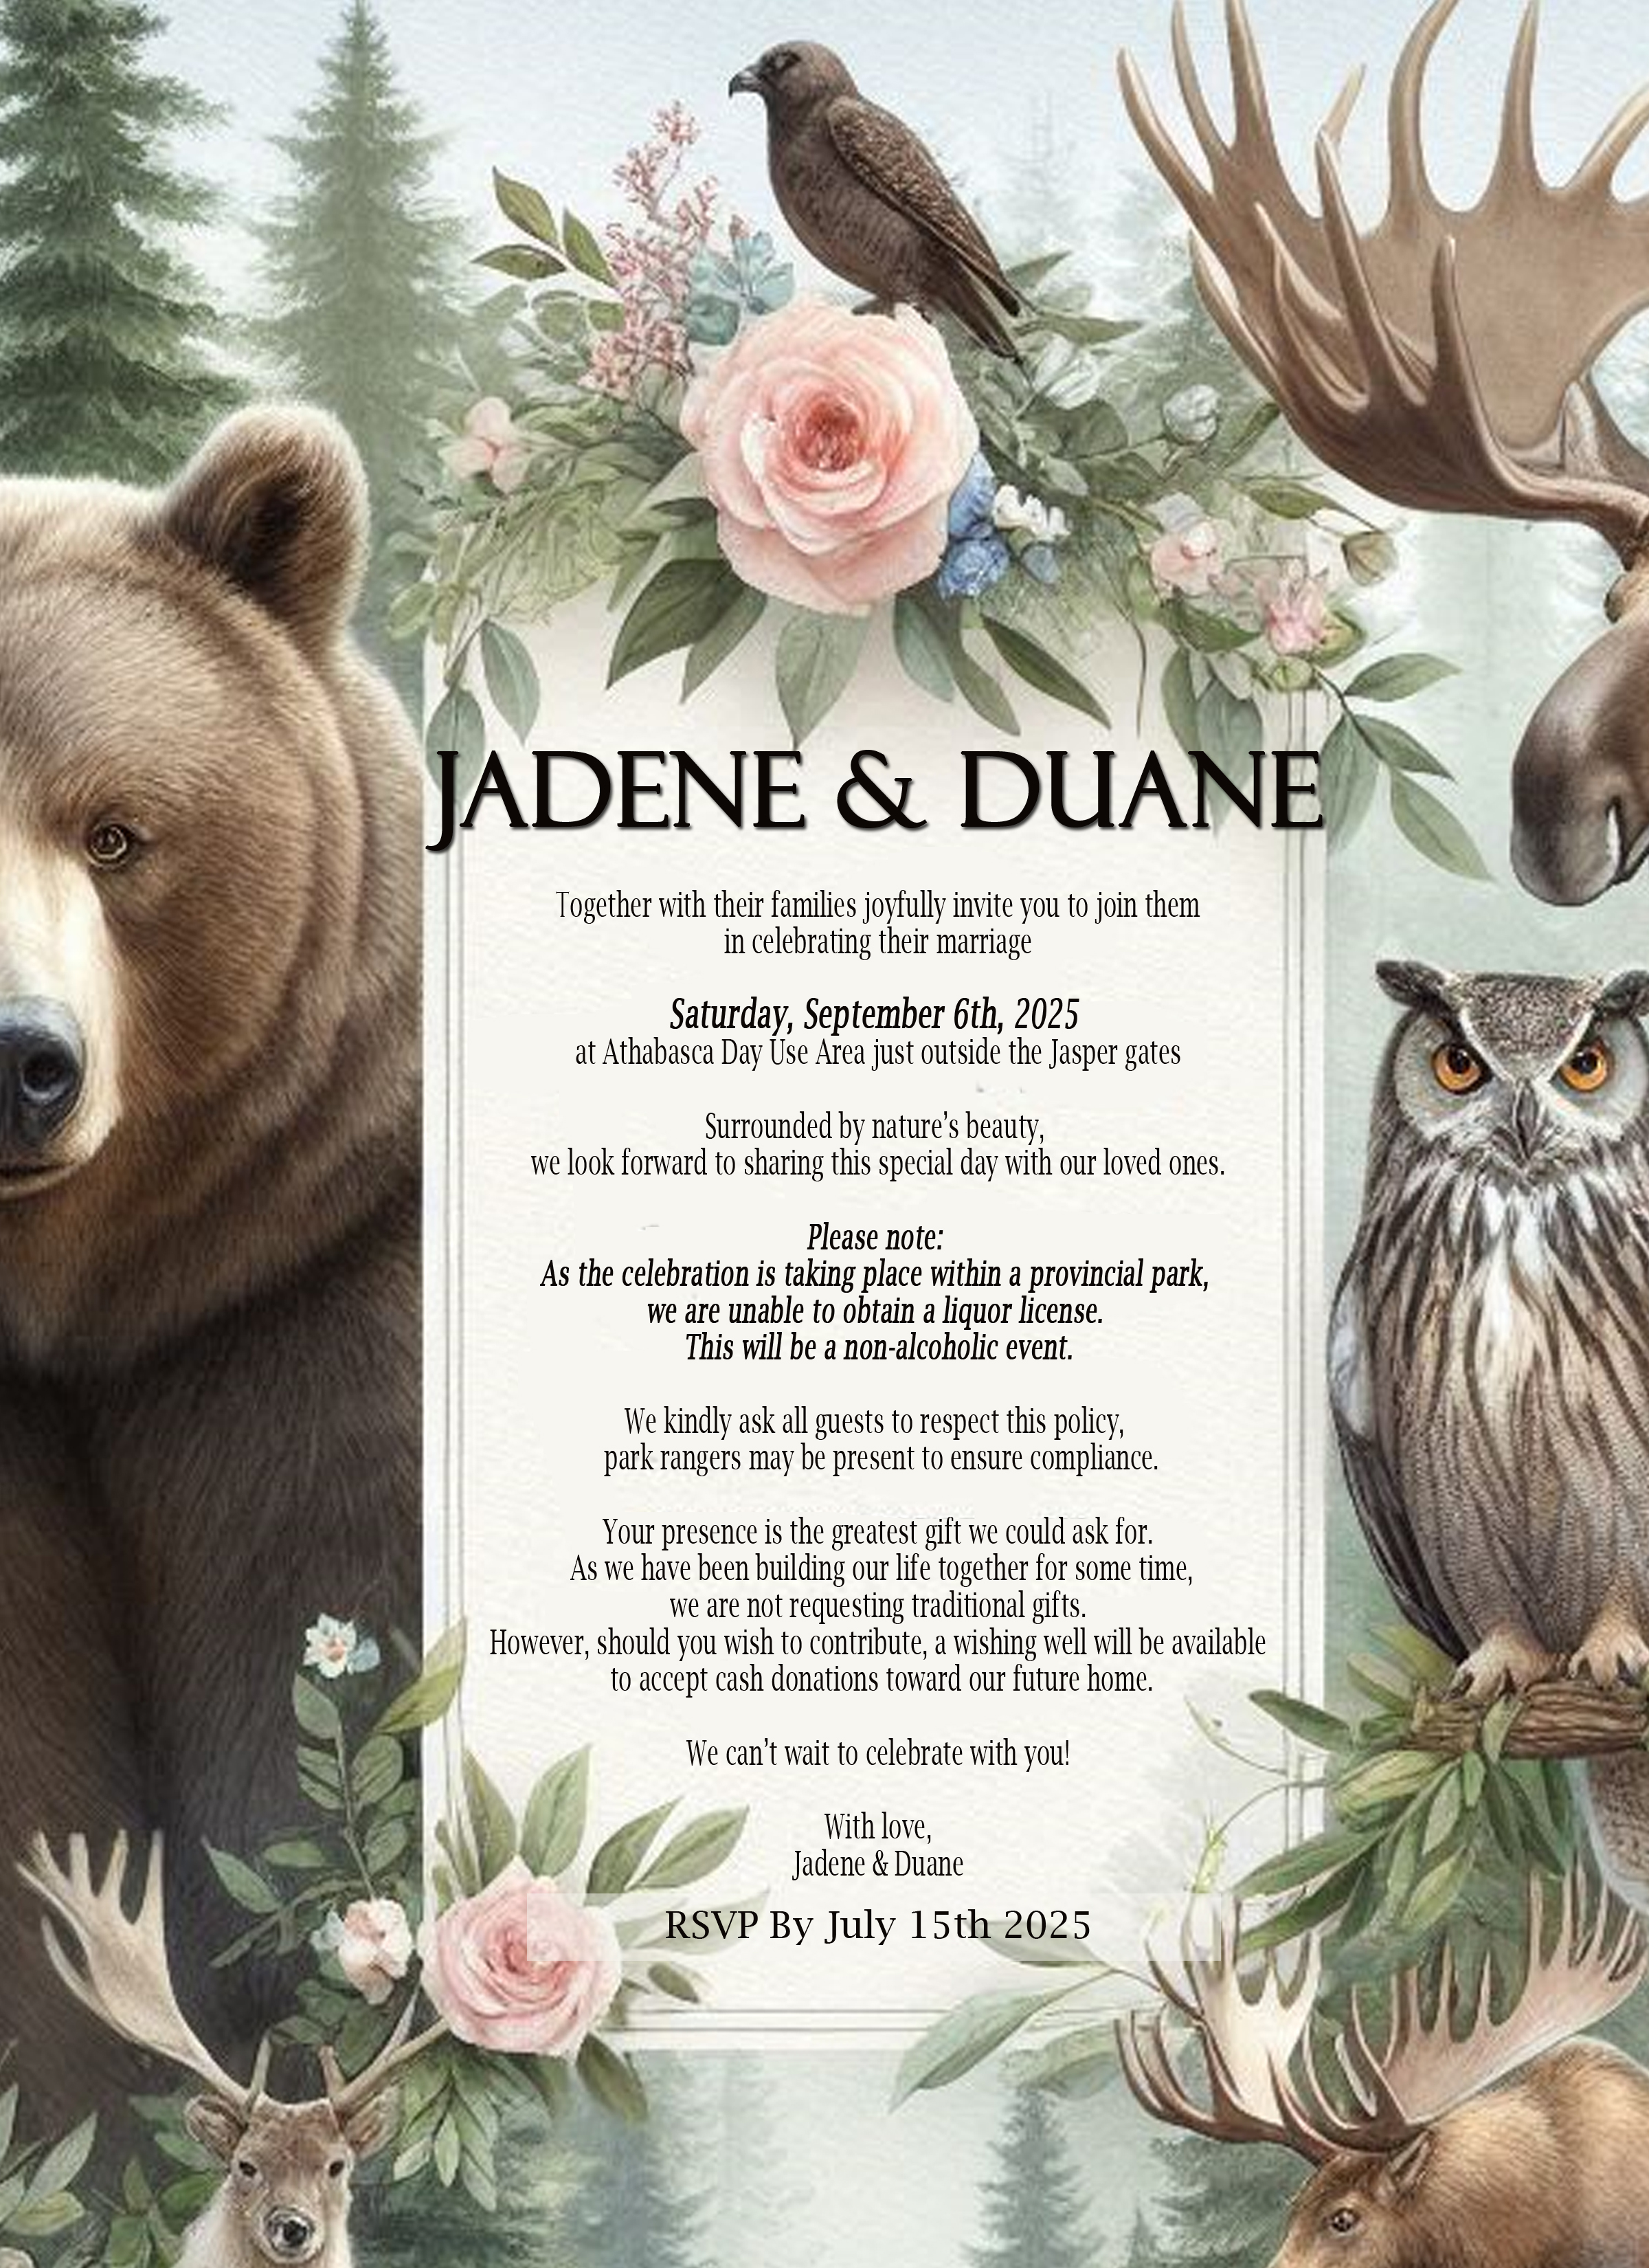 JADENE & DUANE
Together with their families joyfully invite you to join them
in celebrating their marriage
Saturday, September 6th, 2025
at Athabasca Day Use Area just outside the Jasper gates
Surrounded by nature’s beauty,
we look forward to sharing this special day with our loved ones.
Please note:
As the celebration is taking place within a provincial park,
we are unable to obtain a liquor license.
This will be a non-alcoholic event.
We kindly ask all guests to respect this policy,
park rangers may be present to ensure compliance.
Your presence is the greatest gift we could ask for.
As we have been building our life together for some time,
we are not requesting traditional gifts.
However, should you wish to contribute, a wishing well will be available
to accept cash donations toward our future home.
We can’t wait to celebrate with you!
With love,
Jadene & Duane
RSVP By July 15th 2025